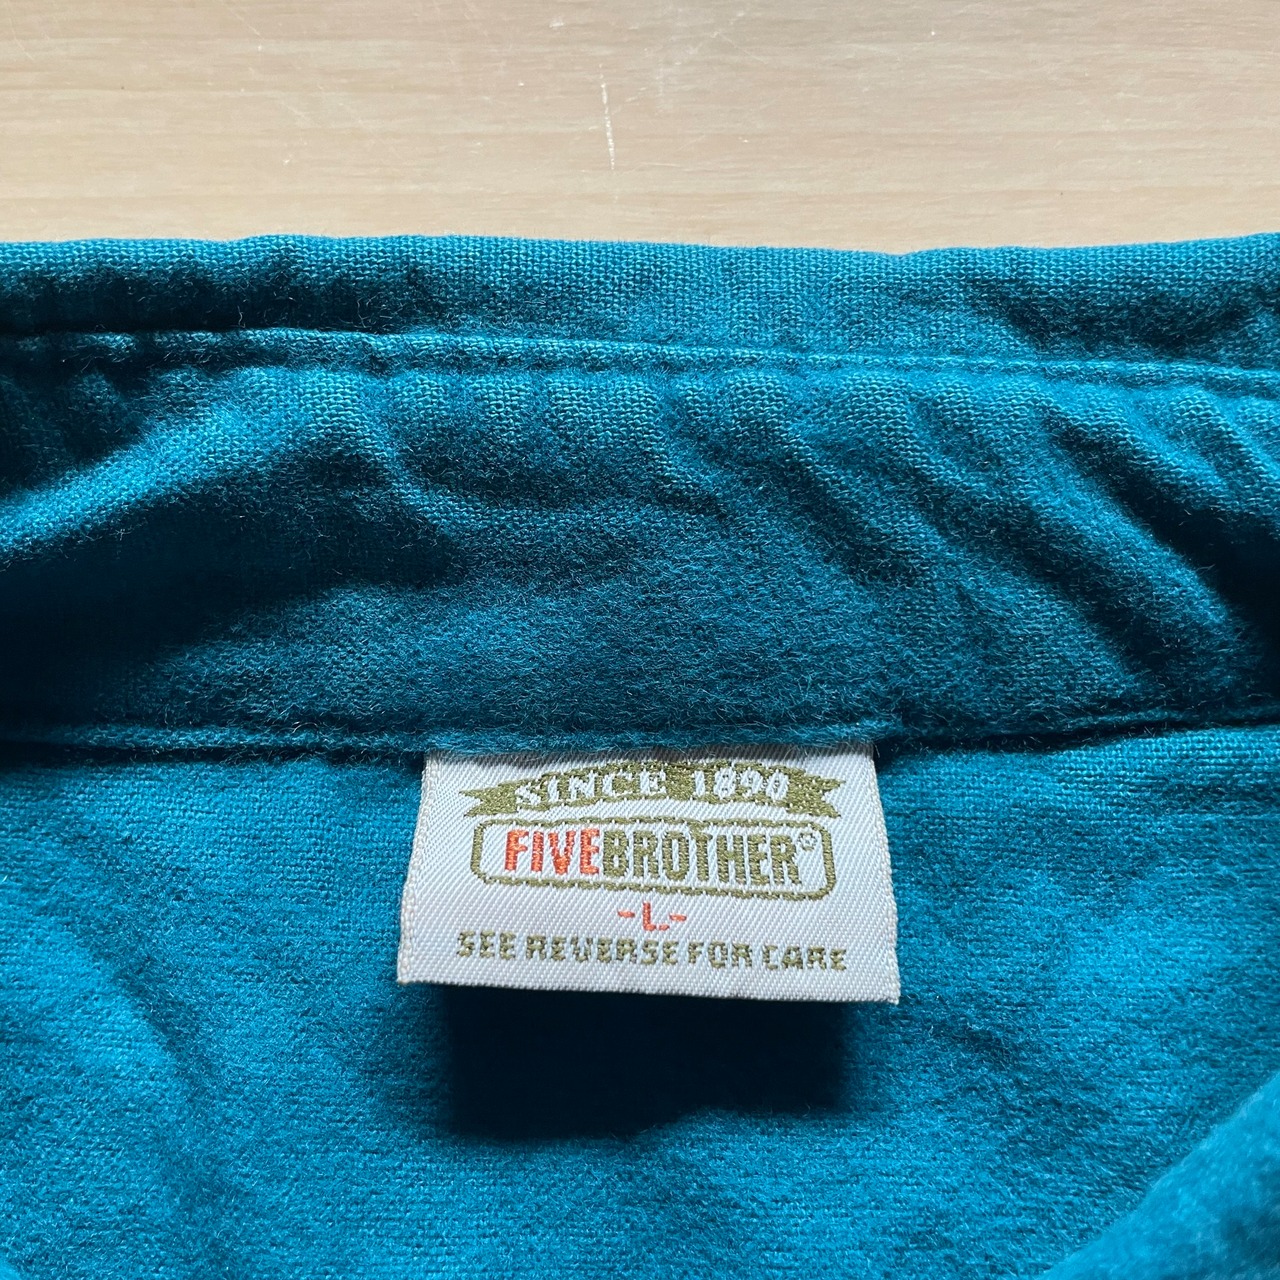 SINCE 1890
FIVEBROTHER®
-L-
SEE REVERSE FOR CARE